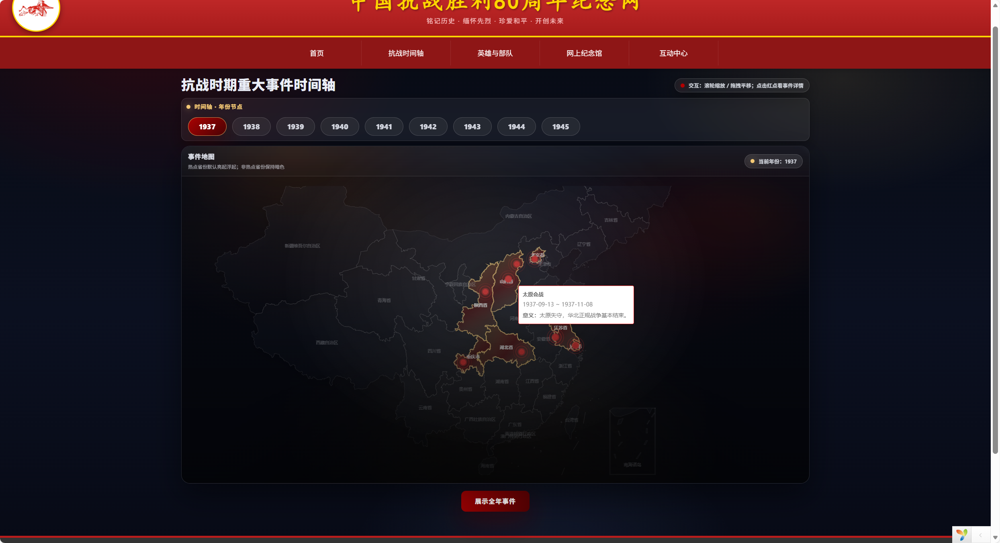 中国抗战胜利80周年纪念网
铭记历史 · 缅怀先烈 · 珍爱和平 · 开创未来
首页
抗战时间轴
英雄与部队
网上纪念馆
互动中心
抗战时期重大事件时间轴
交互：滚轮缩放 / 拖拽平移；点击红点看事件详情
时间轴 · 年份节点
1937
1938
1939
1940
1941
1942
1943
1944
1945
事件地图
热点省份默认亮起浮起；非热点省份保持暗色
当前年份：1937
内蒙古自治区
吉林省
新疆维吾尔自治区
辽宁省
北京市
天津市
甘肃省
宁夏回族自治区
山西省
青海省
陕西省
太原会战
1937-09-13 ~ 1937-11-08
意义：太原失守，华北正规战争基本结束。
河南
江苏省
安徽省
西藏自治区
四川省
湖北省
重庆市
浙江省
湖南省
江西省
贵州省
福建省
云南省
广西壮族自治区
台湾省
广东省
香港特别行政区
澳门特别行政区
海南省
南海诸岛
展示全年事件